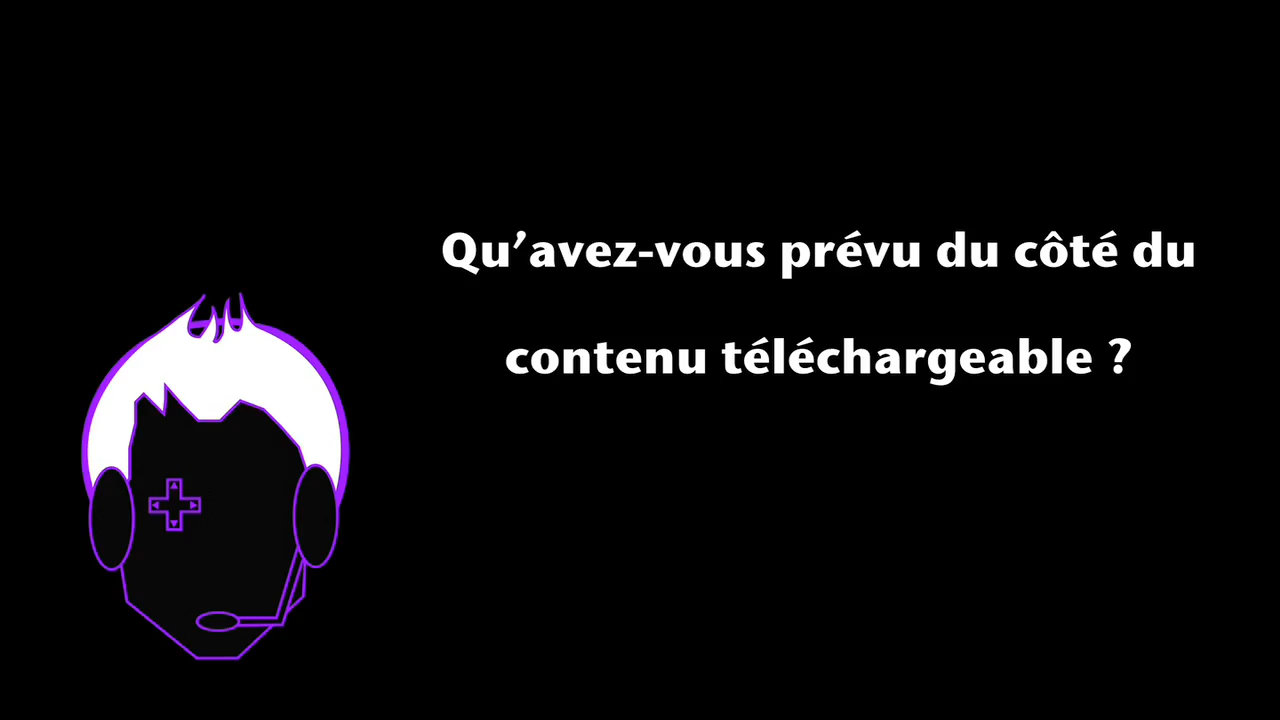 Qu’avez-vous prévu du côté du
contenu téléchargeable ?